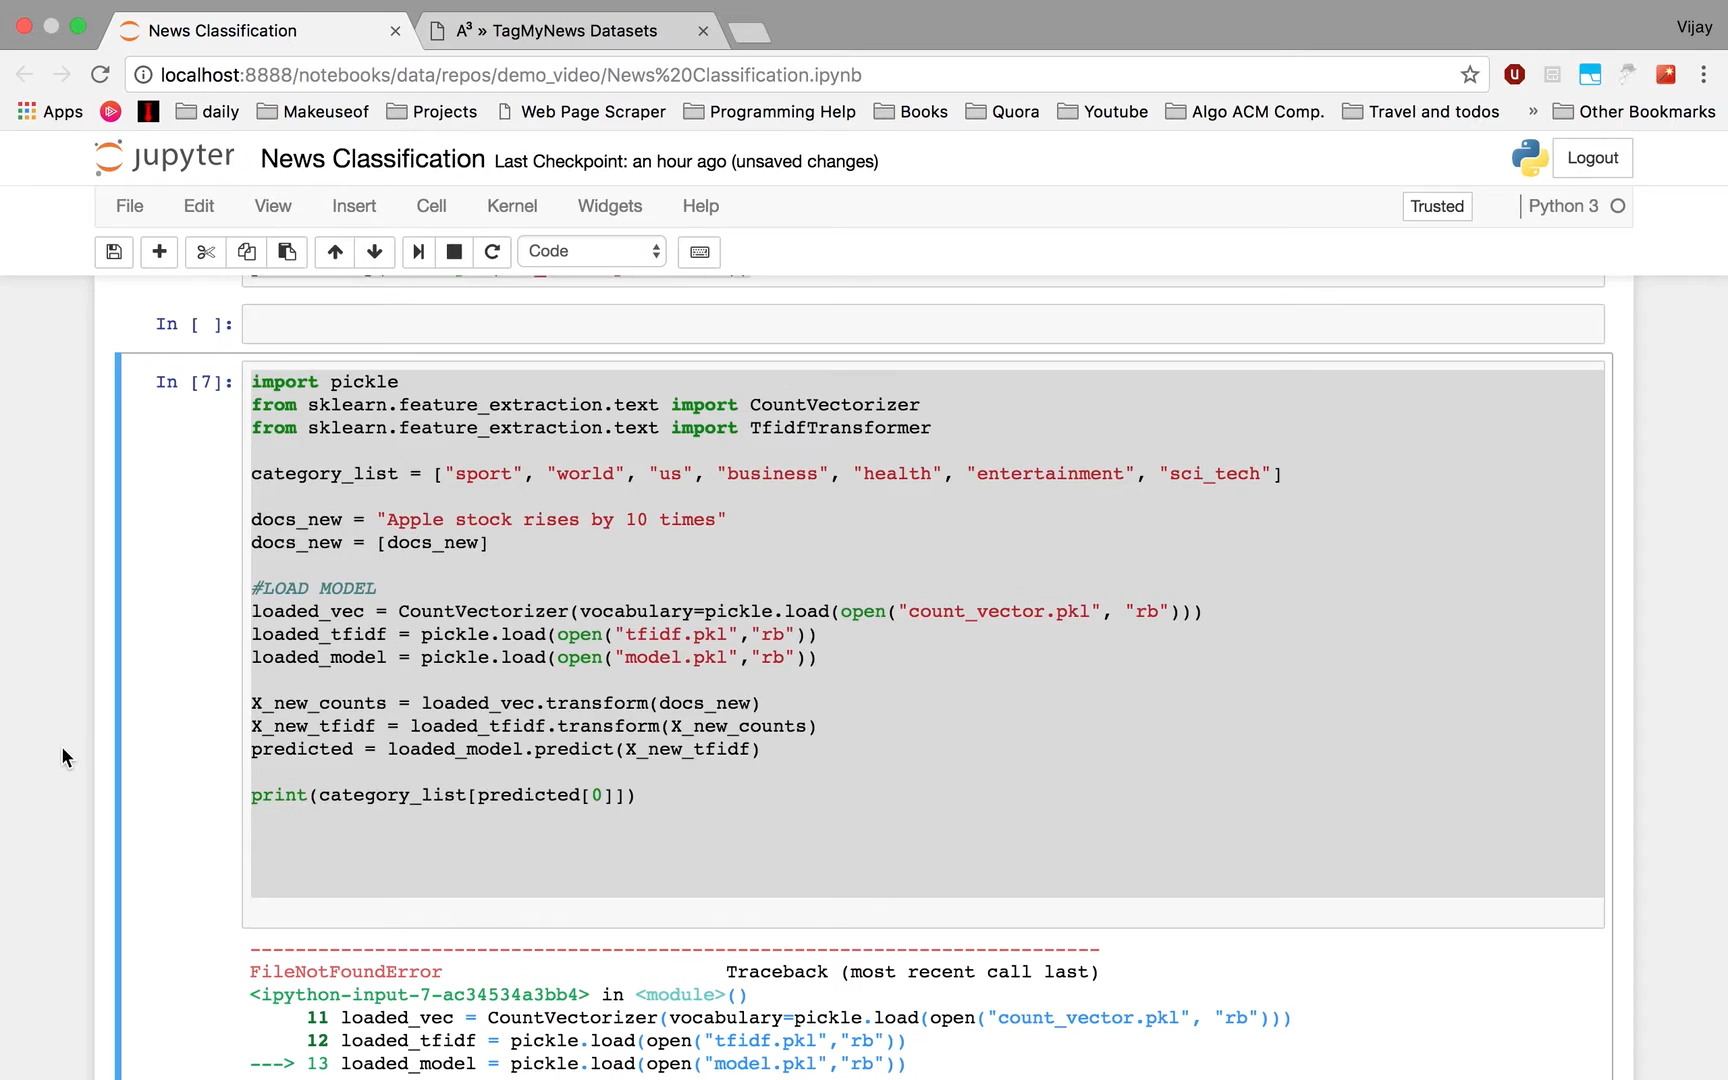 News Classification
A³ » TagMyNews Datasets
Vijay
localhost:8888/notebooks/data/repos/demo_video/News%20Classification.ipynb
Apps daily Makeuseof Projects Web Page Scraper Programming Help Books Quora Youtube Algo ACM Comp. Travel and todos » Other Bookmarks
jupyter News Classification Last Checkpoint: an hour ago (unsaved changes) Logout
File Edit View Insert Cell Kernel Widgets Help Trusted Python 3
Code
In [ ]:
In [7]: import pickle
from sklearn.feature_extraction.text import CountVectorizer
from sklearn.feature_extraction.text import TfidfTransformer
category_list = ["sport", "world", "us", "business", "health", "entertainment", "sci_tech"]
docs_new = "Apple stock rises by 10 times"
docs_new = [docs_new]
#LOAD MODEL
loaded_vec = CountVectorizer(vocabulary=pickle.load(open("count_vector.pkl", "rb")))
loaded_tfidf = pickle.load(open("tfidf.pkl","rb"))
loaded_model = pickle.load(open("model.pkl","rb"))
X_new_counts = loaded_vec.transform(docs_new)
X_new_tfidf = loaded_tfidf.transform(X_new_counts)
predicted = loaded_model.predict(X_new_tfidf)
print(category_list[predicted[0]])
---------------------------------------------------------------------------
FileNotFoundError Traceback (most recent call last)
<ipython-input-7-ac34534a3bb4> in <module>()
11 loaded_vec = CountVectorizer(vocabulary=pickle.load(open("count_vector.pkl", "rb")))
12 loaded_tfidf = pickle.load(open("tfidf.pkl","rb"))
---> 13 loaded_model = pickle.load(open("model.pkl","rb"))